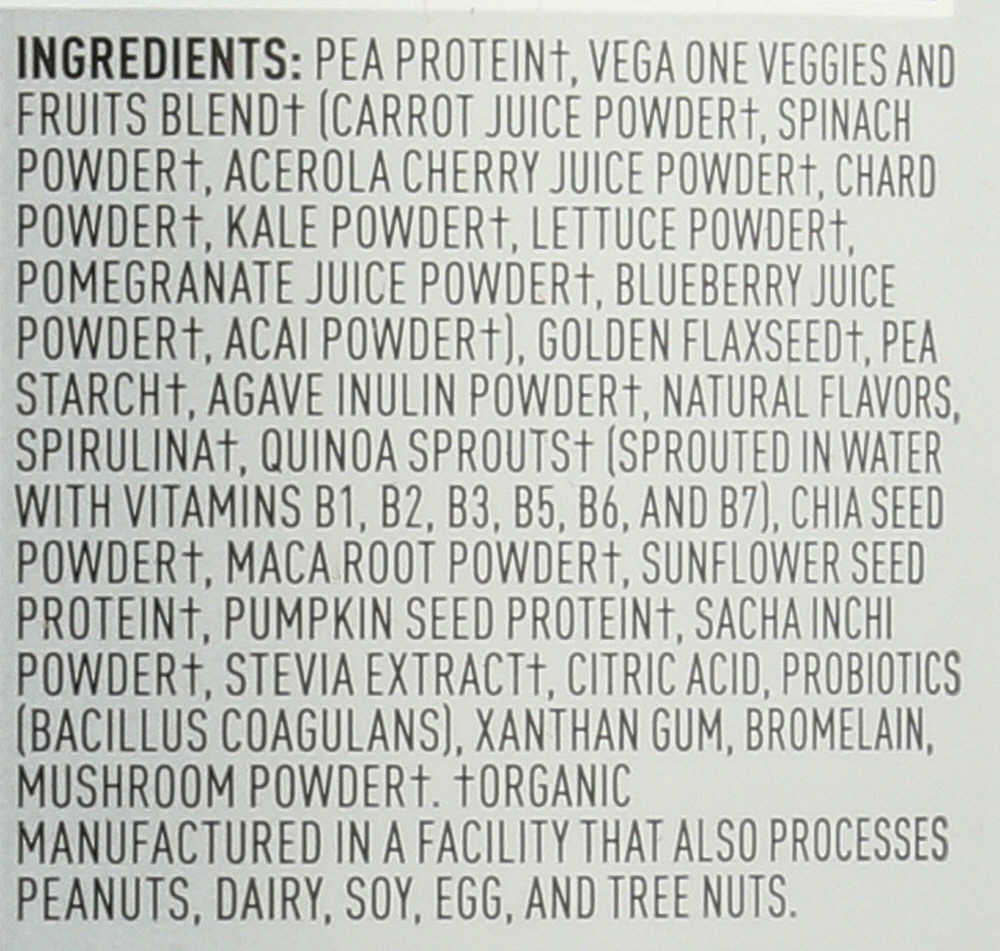 INGREDIENTS: PEA PROTEIN†, VEGA ONE VEGGIES AND
FRUITS BLEND† (CARROT JUICE POWDER†, SPINACH
POWDER†, ACEROLA CHERRY JUICE POWDER†, CHARD
POWDER†, KALE POWDER†, LETTUCE POWDER†,
POMEGRANATE JUICE POWDER†, BLUEBERRY JUICE
POWDER†, ACAI POWDER†), GOLDEN FLAXSEED†, PEA
STARCH†, AGAVE INULIN POWDER†, NATURAL FLAVORS,
SPIRULINA†, QUINOA SPROUTS† (SPROUTED IN WATER
WITH VITAMINS B1, B2, B3, B5, B6, AND B7), CHIA SEED
POWDER†, MACA ROOT POWDER†, SUNFLOWER SEED
PROTEIN†, PUMPKIN SEED PROTEIN†, SACHA INCHI
POWDER†, STEVIA EXTRACT†, CITRIC ACID, PROBIOTICS
(BACILLUS COAGULANS), XANTHAN GUM, BROMELAIN,
MUSHROOM POWDER†. †ORGANIC
MANUFACTURED IN A FACILITY THAT ALSO PROCESSES
PEANUTS, DAIRY, SOY, EGG, AND TREE NUTS.